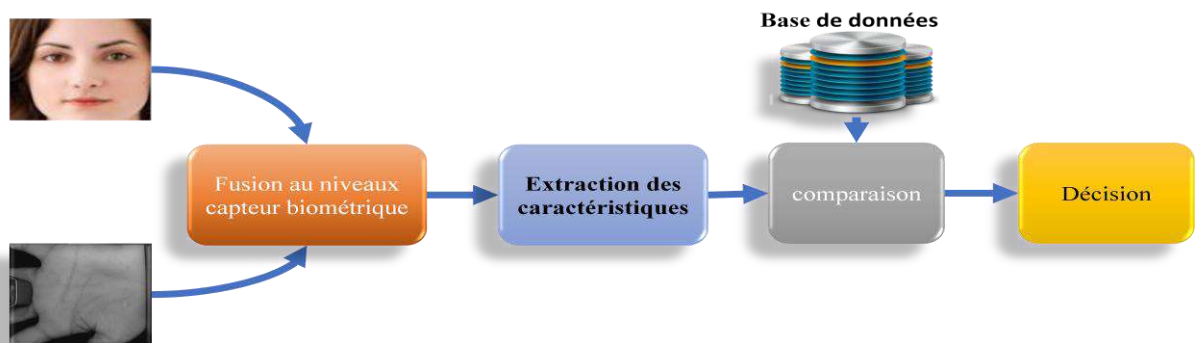 Base de données
Fusion au niveaux
capteur biométrique
Extraction des
caractéristiques
comparaison
Décision